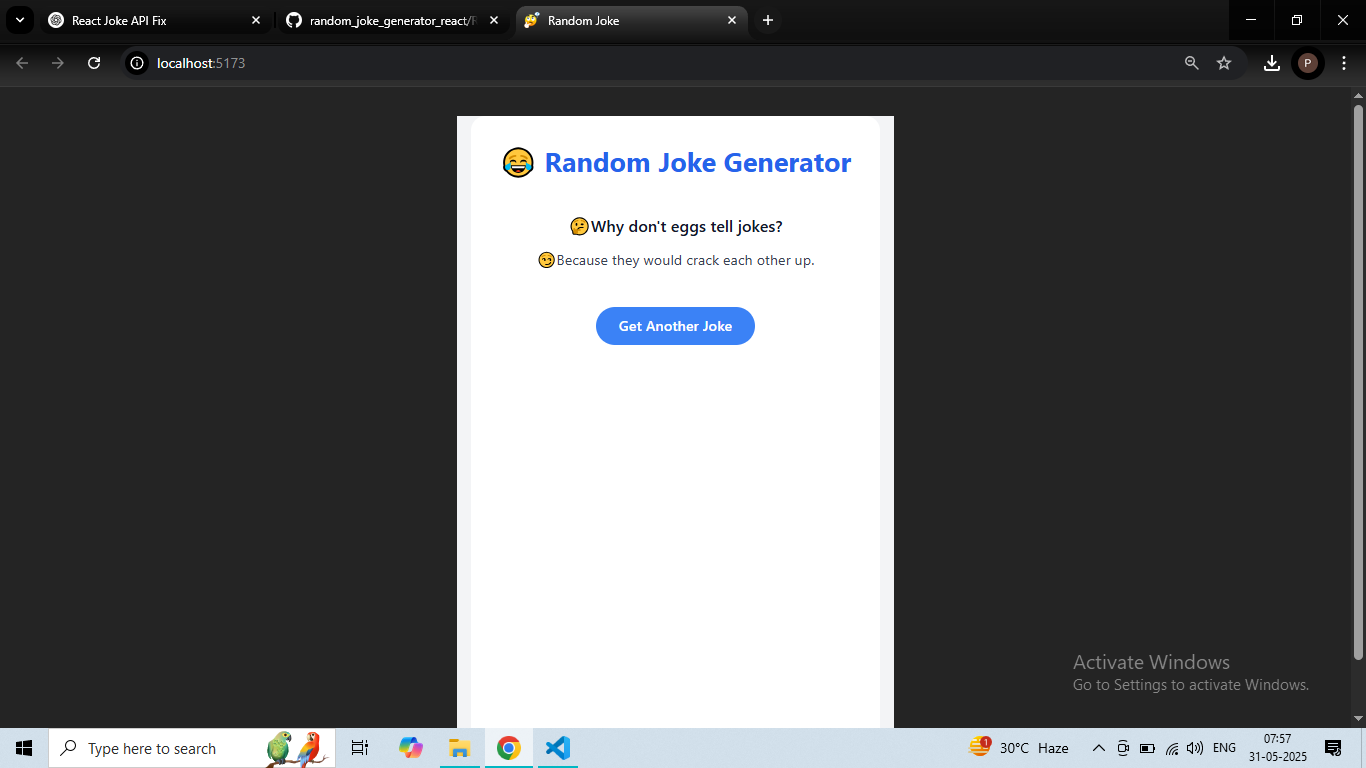 React Joke API Fix
random_joke_generator_react/
Random Joke
localhost:5173
P
😂 Random Joke Generator
🤔Why don't eggs tell jokes?
😏Because they would crack each other up.
Get Another Joke
Activate Windows
Go to Settings to activate Windows.
Type here to search
1
30°C Haze
ENG
07:57
31-05-2025